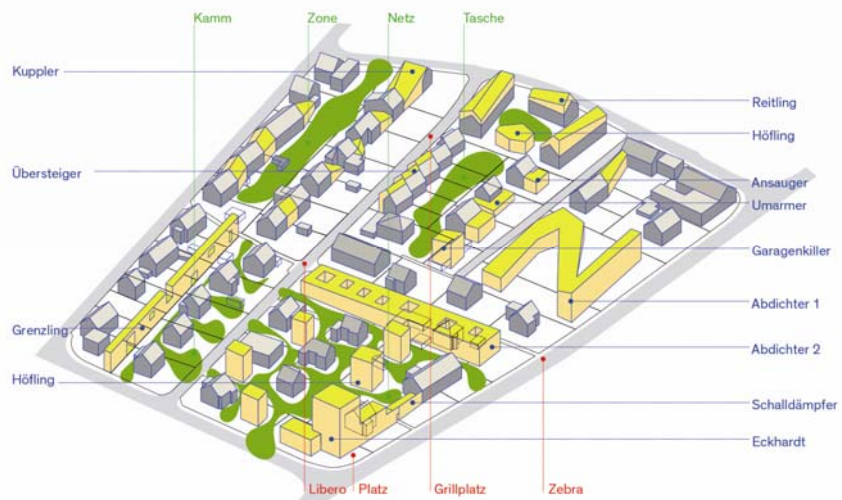 Kamm
Zone
Netz
Tasche
Kuppler
Reitling
Höfling
Übersteiger
Ansauger
Umarmer
Garagenkiller
Abdichter 1
Grenzling
Abdichter 2
Höfling
Schalldämpfer
Eckhardt
Libero
Platz
Grillplatz
Zebra